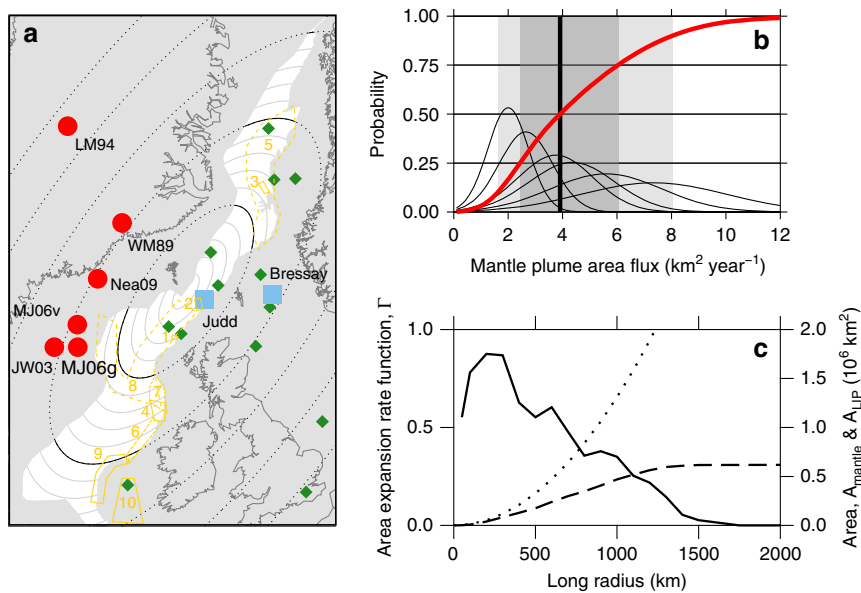 a
LM94
WM89
Nea09
MJ06v
JW03
MJ06g
Judd
Bressay
5
3
2
1
8
7
4
6
9
10
b
Probability
1.00
0.75
0.50
0.25
0.00
0 2 4 6 8 10 12
Mantle plume area flux (km² year⁻¹)
c
Area expansion rate function, Γ
1.0
0.5
0.0
2.0
1.5
1.0
0.5
0.0
Area, A_mantle & A_LIP (10⁶ km²)
0 500 1000 1500 2000
Long radius (km)